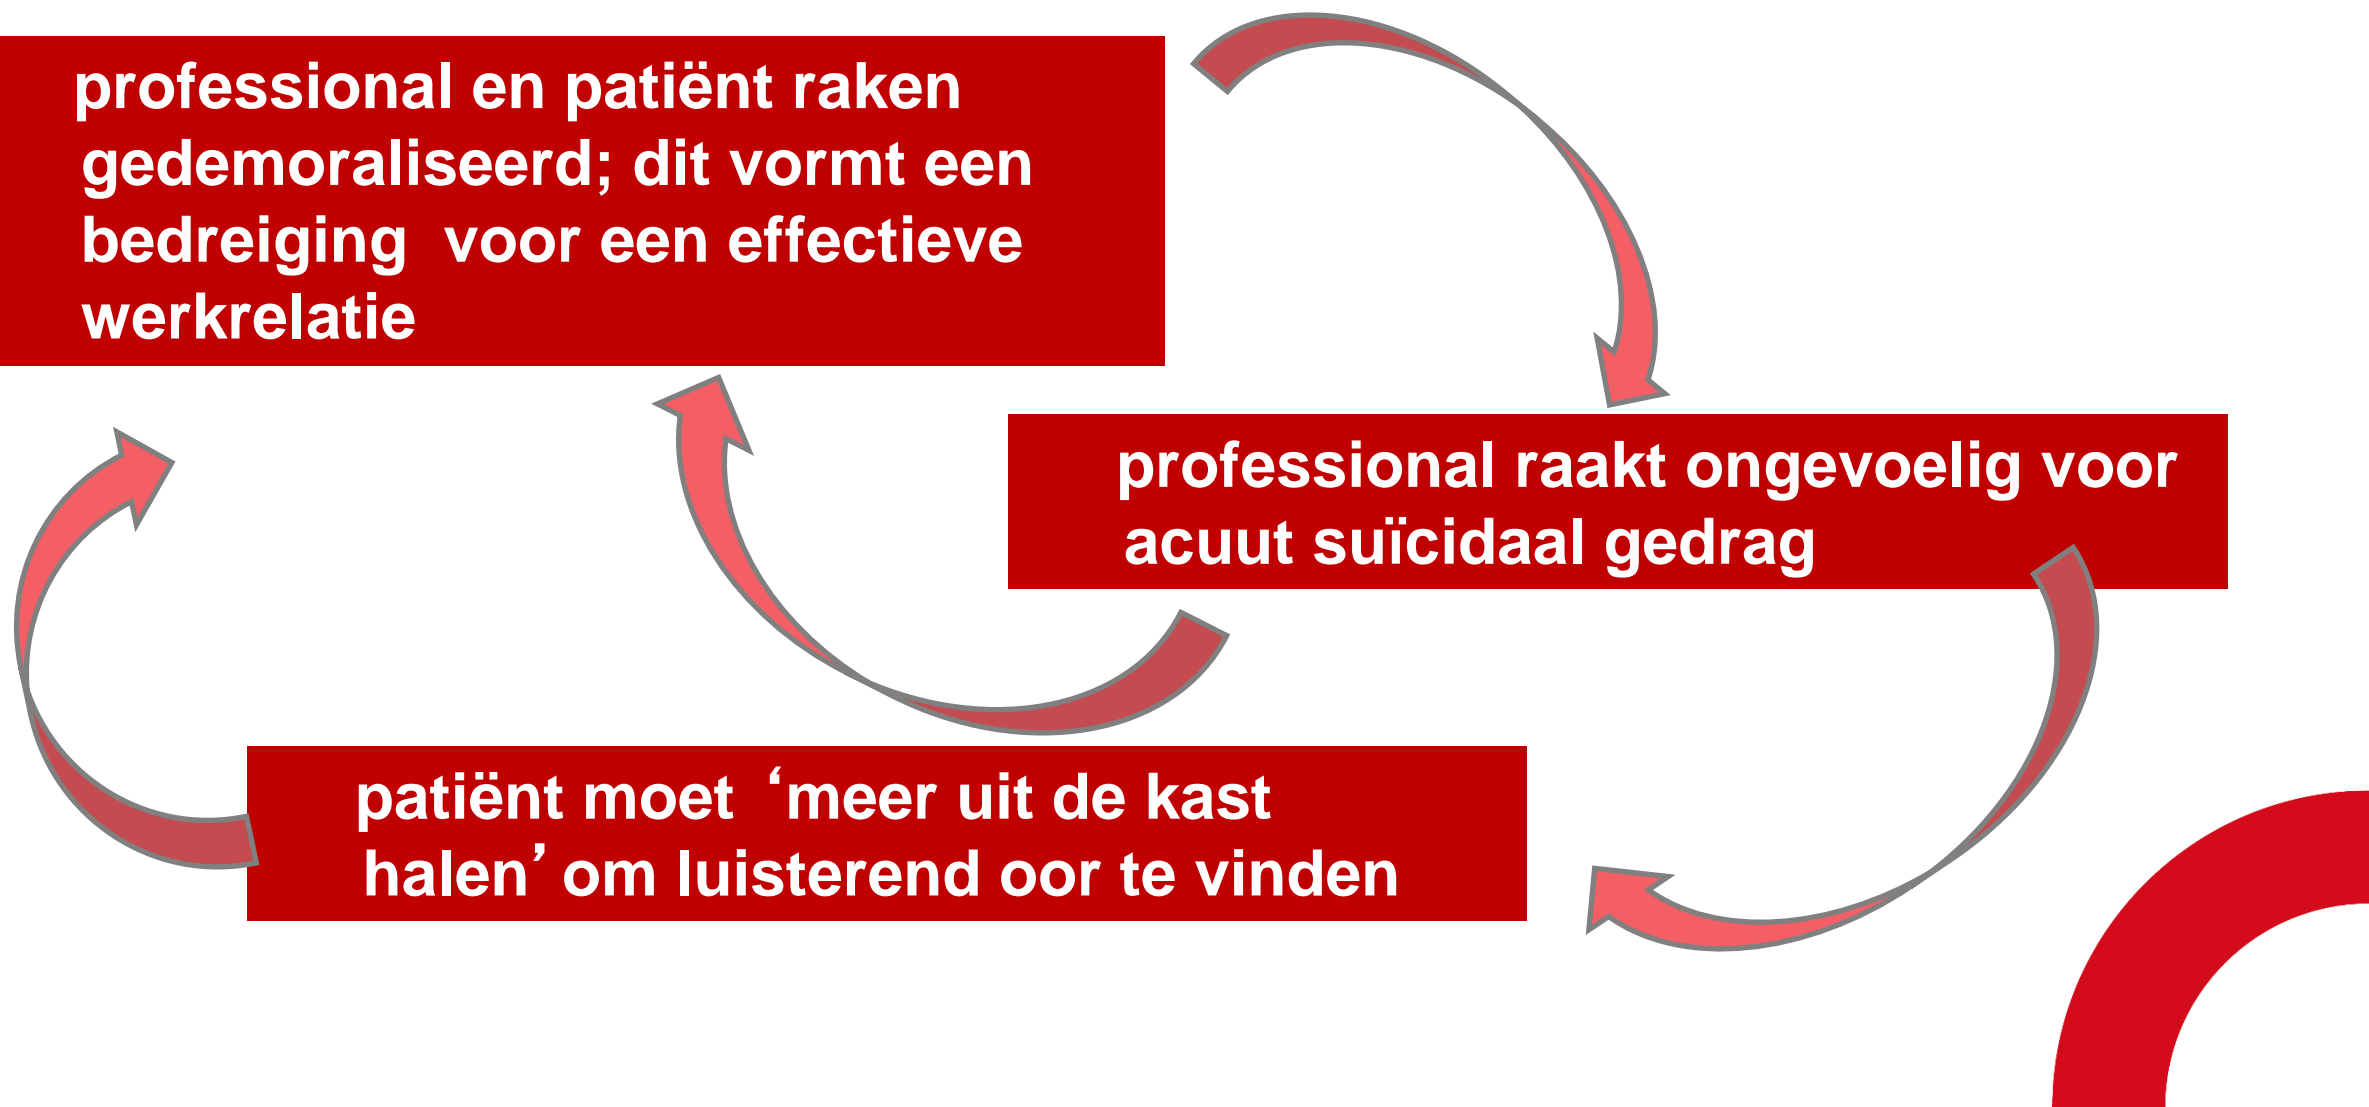 professional en patiënt raken
gedemoraliseerd; dit vormt een
bedreiging  voor een effectieve
werkrelatie
professional raakt ongevoelig voor
acuut suïcidaal gedrag
patiënt moet ‘meer uit de kast
halen’ om luisterend oor te vinden